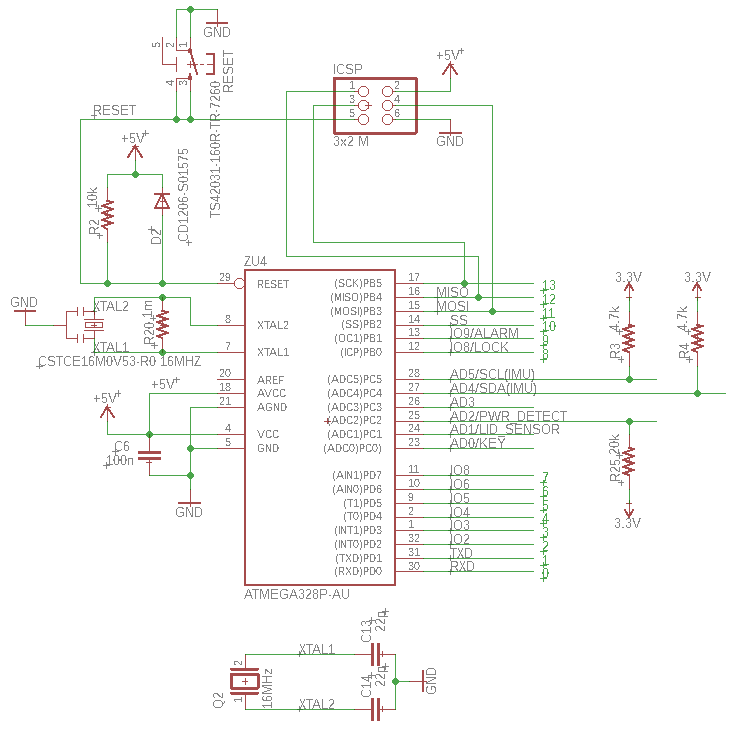 GND
5
2
1
4
3
RESET
TS42031-160R-TR-7260
ICSP
1
2
3
4
5
6
3x2 M
+5V
GND
RESET
+5V
10k
R2
D2
CD1206-S01575
GND
XTAL2
XTAL1
R20 1m
CSTCE16M0V53-R0 16MHZ
+5V
+5V
C6
100n
GND
ZU4
29 RESET
8 XTAL2
7 XTAL1
20 AREF
18 AVCC
21 AGND
4 VCC
5 GND
(SCK)PB5 17 13
(MISO)PB4 16 MISO 12
(MOSI)PB3 15 MOSI 11
(SS)PB2 14 SS 10
(OC1)PB1 13 IO9/ALARM 9
(ICP)PB0 12 IO8/LOCK 8
(ADC5)PC5 28 AD5/SCL(IMU)
(ADC4)PC4 27 AD4/SDA(IMU)
(ADC3)PC3 26 AD3
(ADC2)PC2 25 AD2/PWR_DETECT
(ADC1)PC1 24 AD1/LID_SENSOR
(ADC0)PC0 23 AD0/KEY
(AIN1)PD7 11 IO8 7
(AIN0)PD6 10 IO6 6
(T1)PD5 9 IO5 5
(T0)PD4 2 IO4 4
(INT1)PD3 1 IO3 3
(INT0)PD2 32 IO2 2
(TXD)PD1 31 TXD 1
(RXD)PD0 30 RXD 0
ATMEGA328P-AU
3.3V
4.7k
R3
3.3V
4.7k
R4
R25 20k
3.3V
Q2
2
1
16MHz
XTAL1
XTAL2
C13
22p
C14
22p
GND